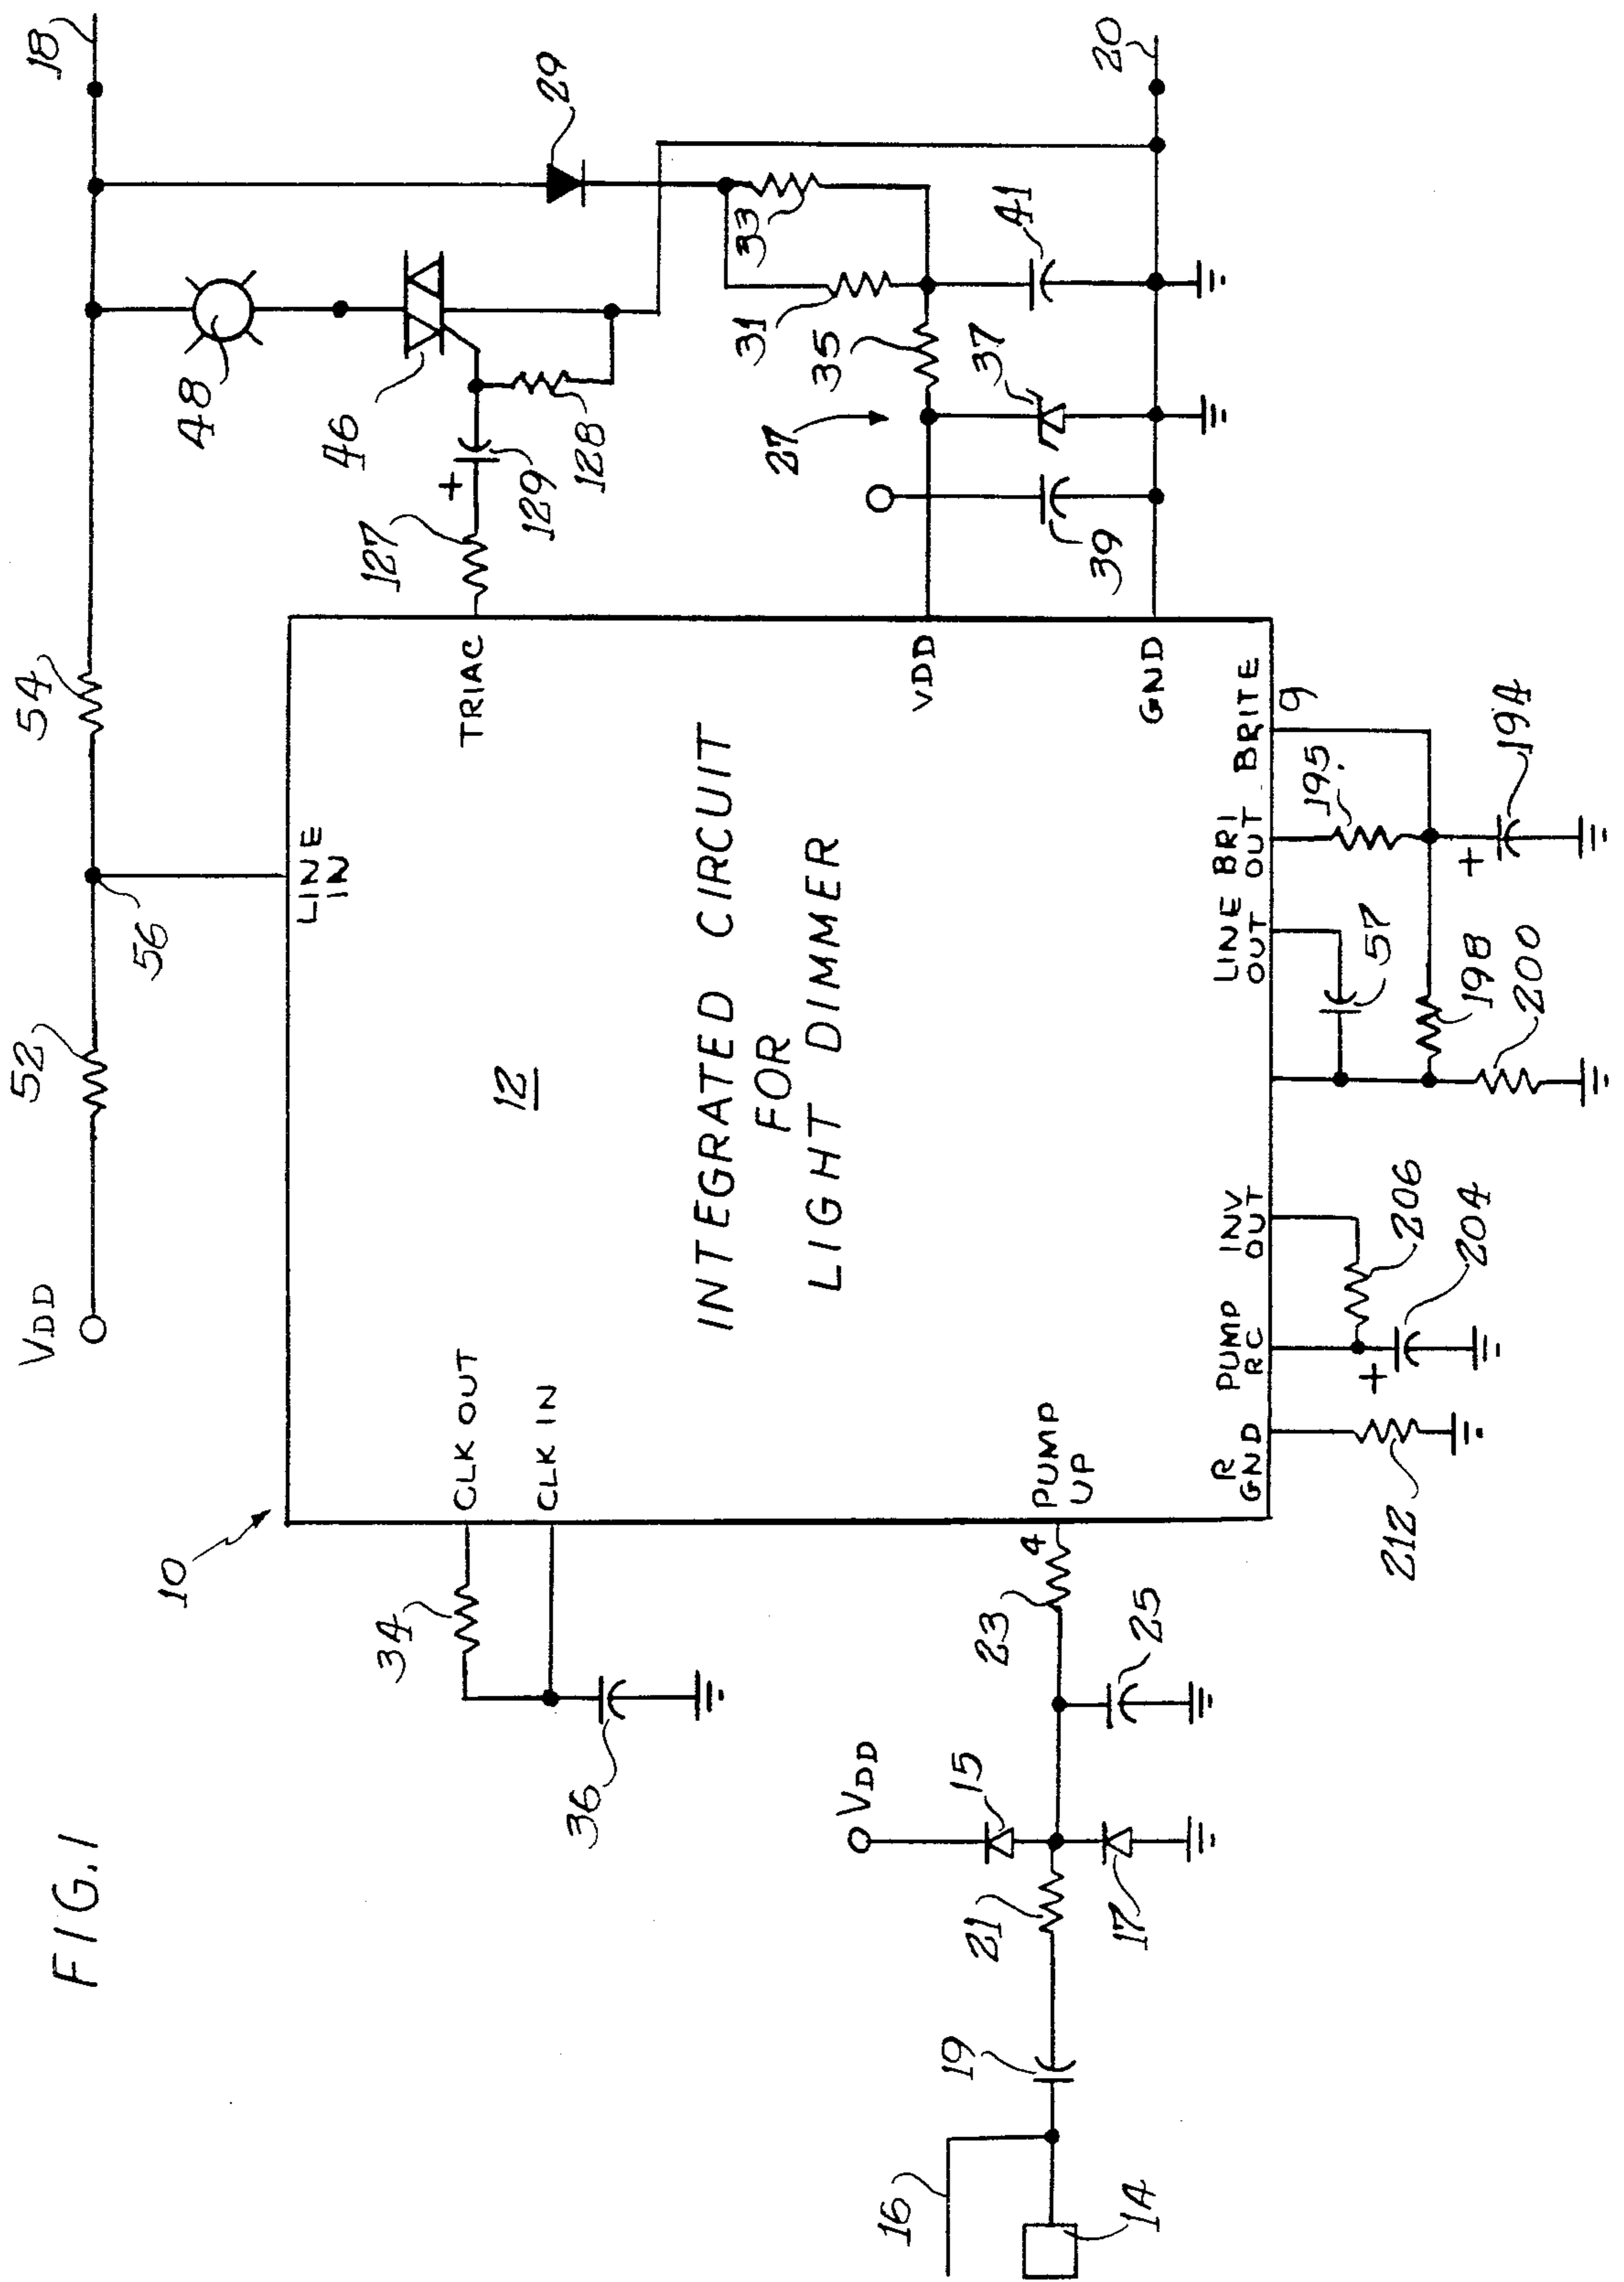 FIG.1
10
VDD
52
56
54
18
48
46
127
+
129
128
29
33
31
35
41
27
37
39
20
LINE
IN
TRIAC
VDD
GND
12
INTEGRATED CIRCUIT
FOR
LIGHT DIMMER
CLK OUT
CLK IN
34
36
PUMP
UP
4
23
25
VDD
15
17
21
19
16
14
R
GND
212
PUMP
RC
INV
OUT
+
206
204
LINE
OUT
57
198
200
BRI
OUT
BRITE
9
195.
+
194